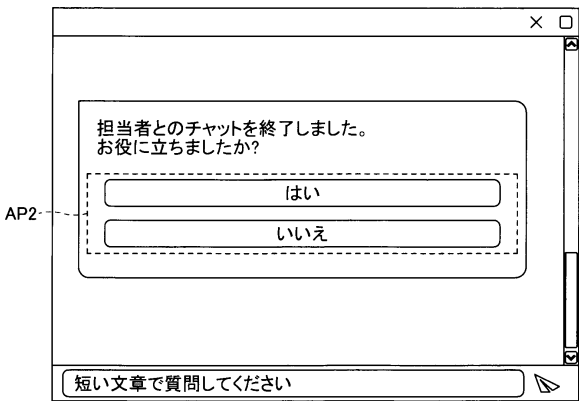 担当者とのチャットを終了しました。
お役に立ちましたか?
はい
AP2
いいえ
短い文章で質問してください